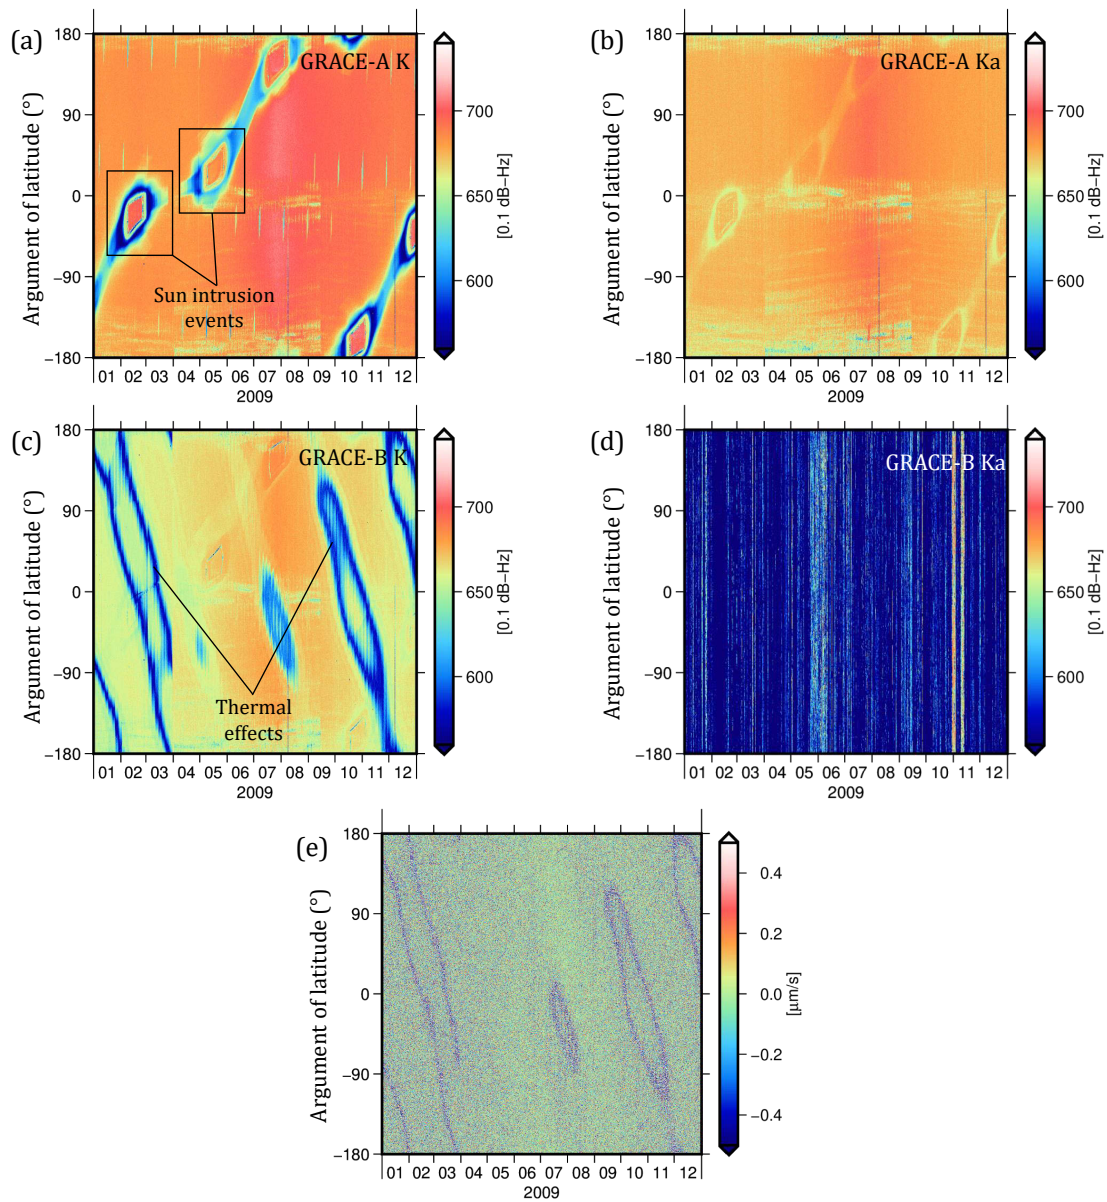 (a)
GRACE-A K
Argument of latitude (°)
180
90
0
−90
−180
Sun intrusion
events
01 02 03 04 05 06 07 08 09 10 11 12
2009
700
650
600
[0.1 dB−Hz]
(b)
GRACE-A Ka
Argument of latitude (°)
180
90
0
−90
−180
01 02 03 04 05 06 07 08 09 10 11 12
2009
700
650
600
[0.1 dB−Hz]
(c)
GRACE-B K
Argument of latitude (°)
180
90
0
−90
−180
Thermal
effects
01 02 03 04 05 06 07 08 09 10 11 12
2009
700
650
600
[0.1 dB−Hz]
(d)
GRACE-B Ka
Argument of latitude (°)
180
90
0
−90
−180
01 02 03 04 05 06 07 08 09 10 11 12
2009
700
650
600
[0.1 dB−Hz]
(e)
Argument of latitude (°)
180
90
0
−90
−180
01 02 03 04 05 06 07 08 09 10 11 12
2009
0.4
0.2
0.0
−0.2
−0.4
[µm/s]